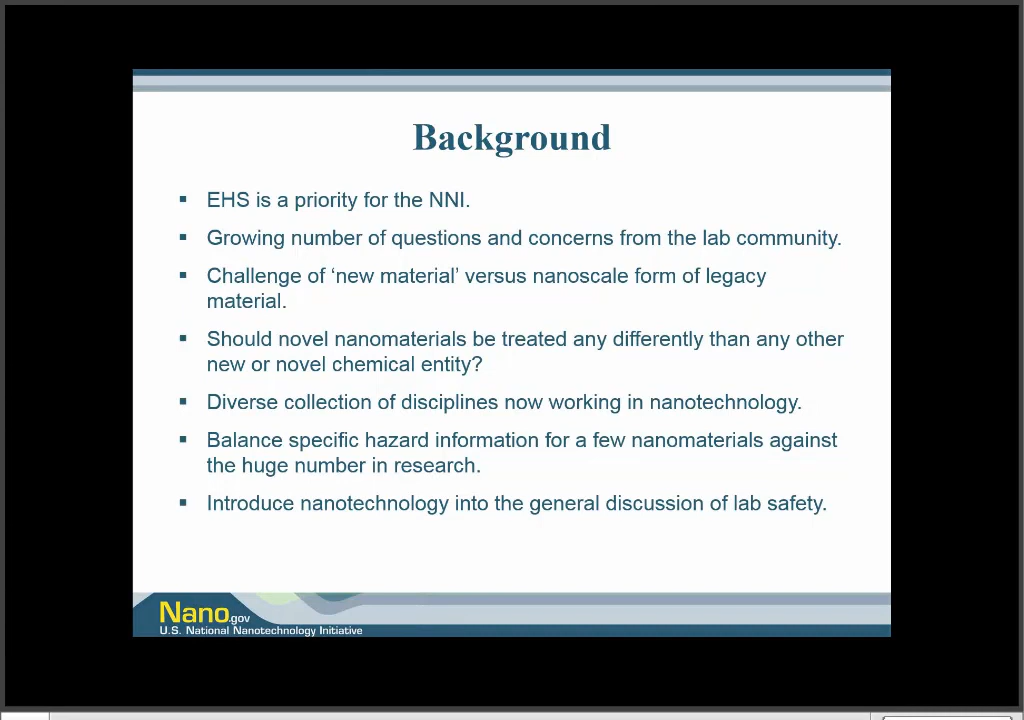 Background
▪ EHS is a priority for the NNI.
▪ Growing number of questions and concerns from the lab community.
▪ Challenge of ‘new material’ versus nanoscale form of legacy
material.
▪ Should novel nanomaterials be treated any differently than any other
new or novel chemical entity?
▪ Diverse collection of disciplines now working in nanotechnology.
▪ Balance specific hazard information for a few nanomaterials against
the huge number in research.
▪ Introduce nanotechnology into the general discussion of lab safety.
Nano.gov
U.S. National Nanotechnology Initiative